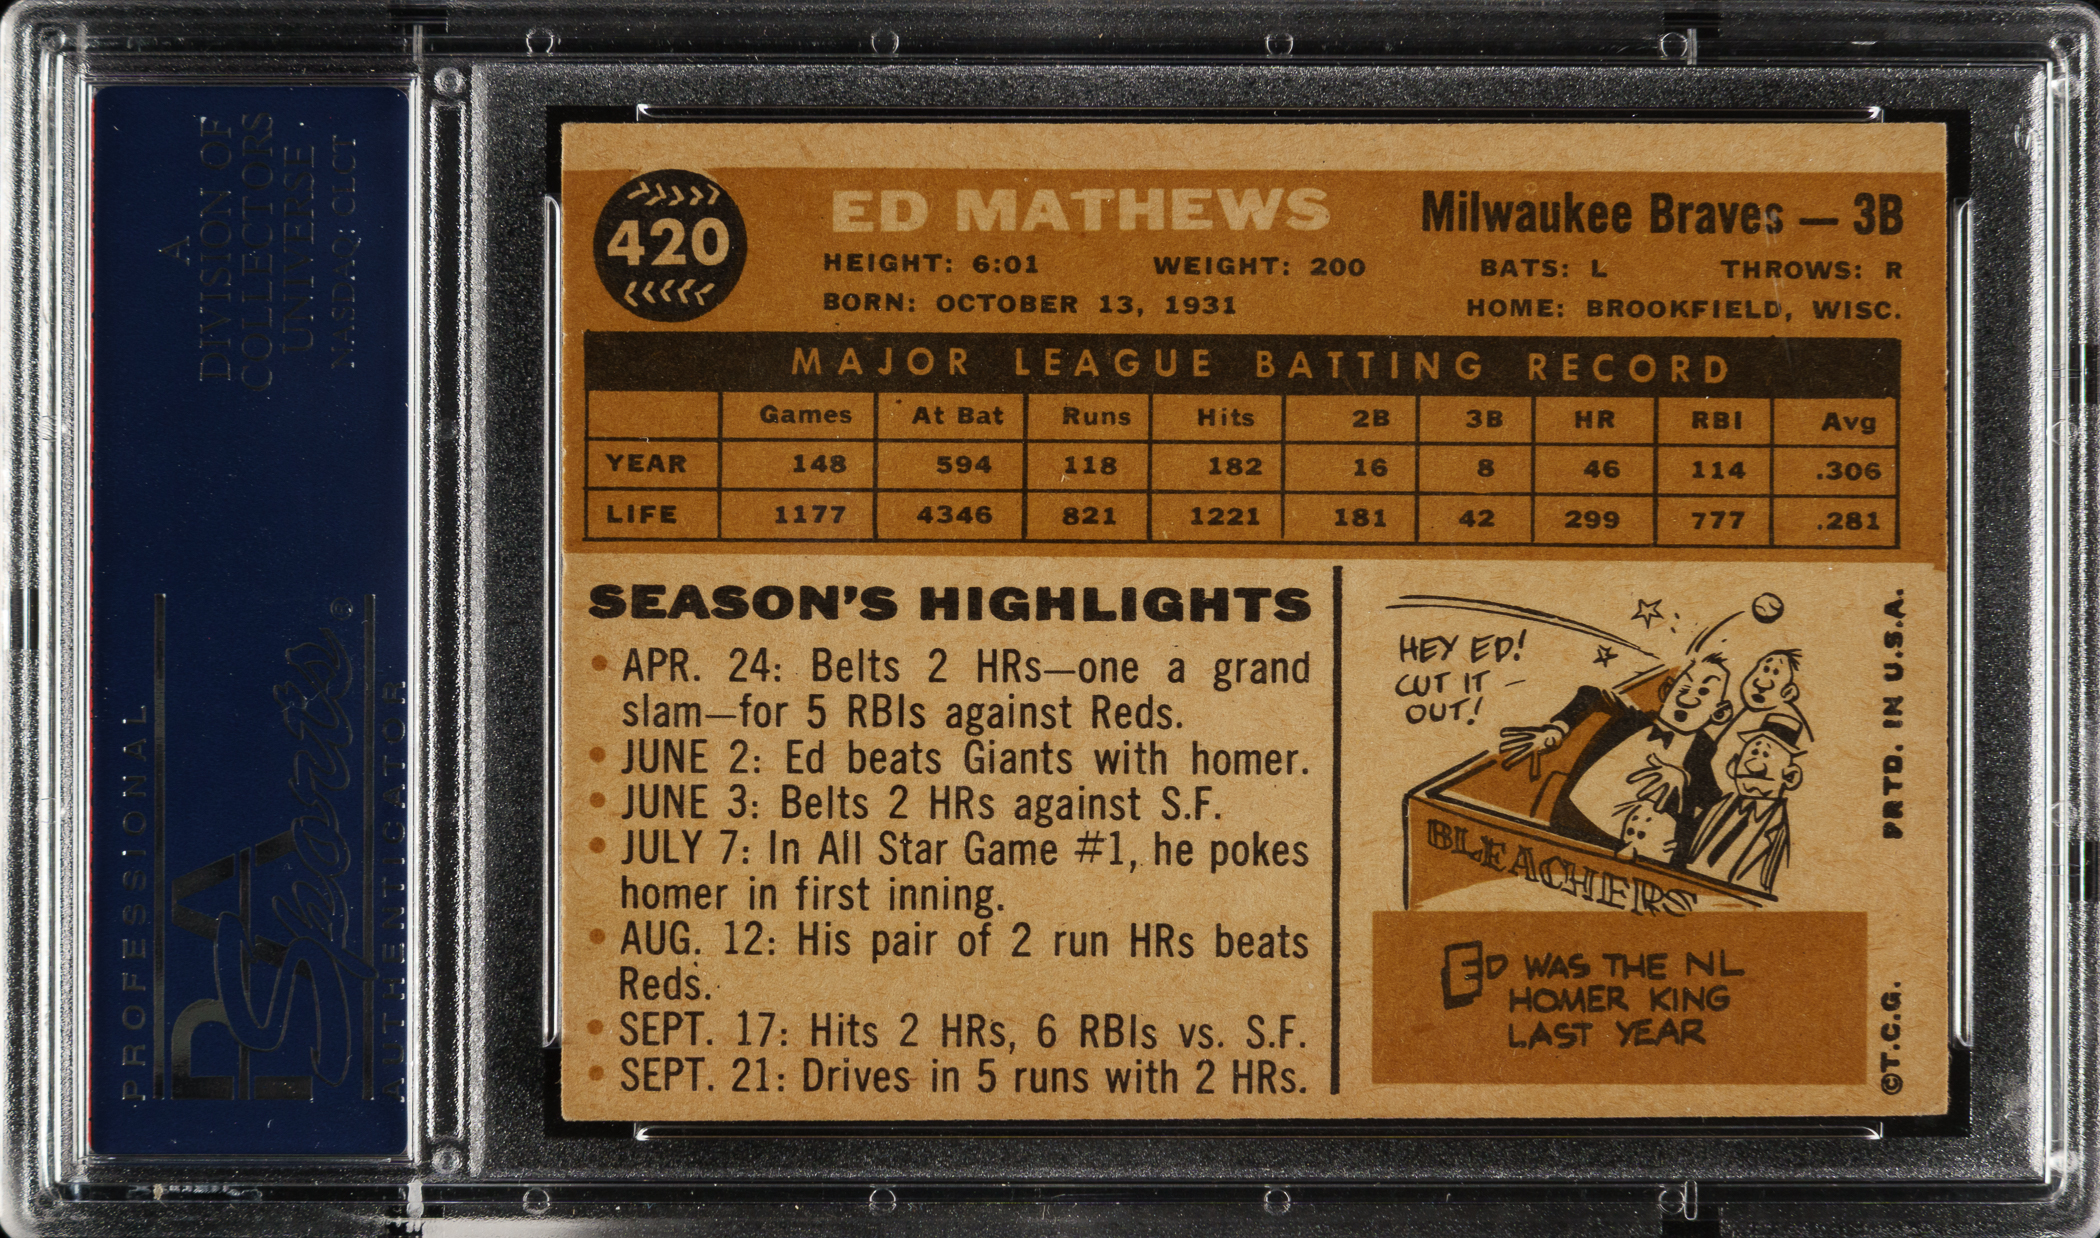 A
DIVISION OF
COLLECTORS
UNIVERSE
NASDAQ: CLCT
PROFESSIONAL
PSA
Sports®
AUTHENTICATOR
420
ED MATHEWS
Milwaukee Braves — 3B
HEIGHT: 6:01 WEIGHT: 200 BATS: L THROWS: R
BORN: OCTOBER 13, 1931 HOME: BROOKFIELD, WISC.
MAJOR LEAGUE BATTING RECORD
Games At Bat Runs Hits 2B 3B HR RBI Avg
YEAR 148 594 118 182 16 8 46 114 .306
LIFE 1177 4346 821 1221 181 42 299 777 .281
SEASON'S HIGHLIGHTS
• APR. 24: Belts 2 HRs—one a grand
slam—for 5 RBIs against Reds.
• JUNE 2: Ed beats Giants with homer.
• JUNE 3: Belts 2 HRs against S.F.
• JULY 7: In All Star Game #1, he pokes
homer in first inning.
• AUG. 12: His pair of 2 run HRs beats
Reds.
• SEPT. 17: Hits 2 HRs, 6 RBIs vs. S.F.
• SEPT. 21: Drives in 5 runs with 2 HRs.
HEY ED!
CUT IT —
OUT!
BLEACHERS
ED WAS THE NL
HOMER KING
LAST YEAR
PRTD. IN U.S.A.
©T.C.G.